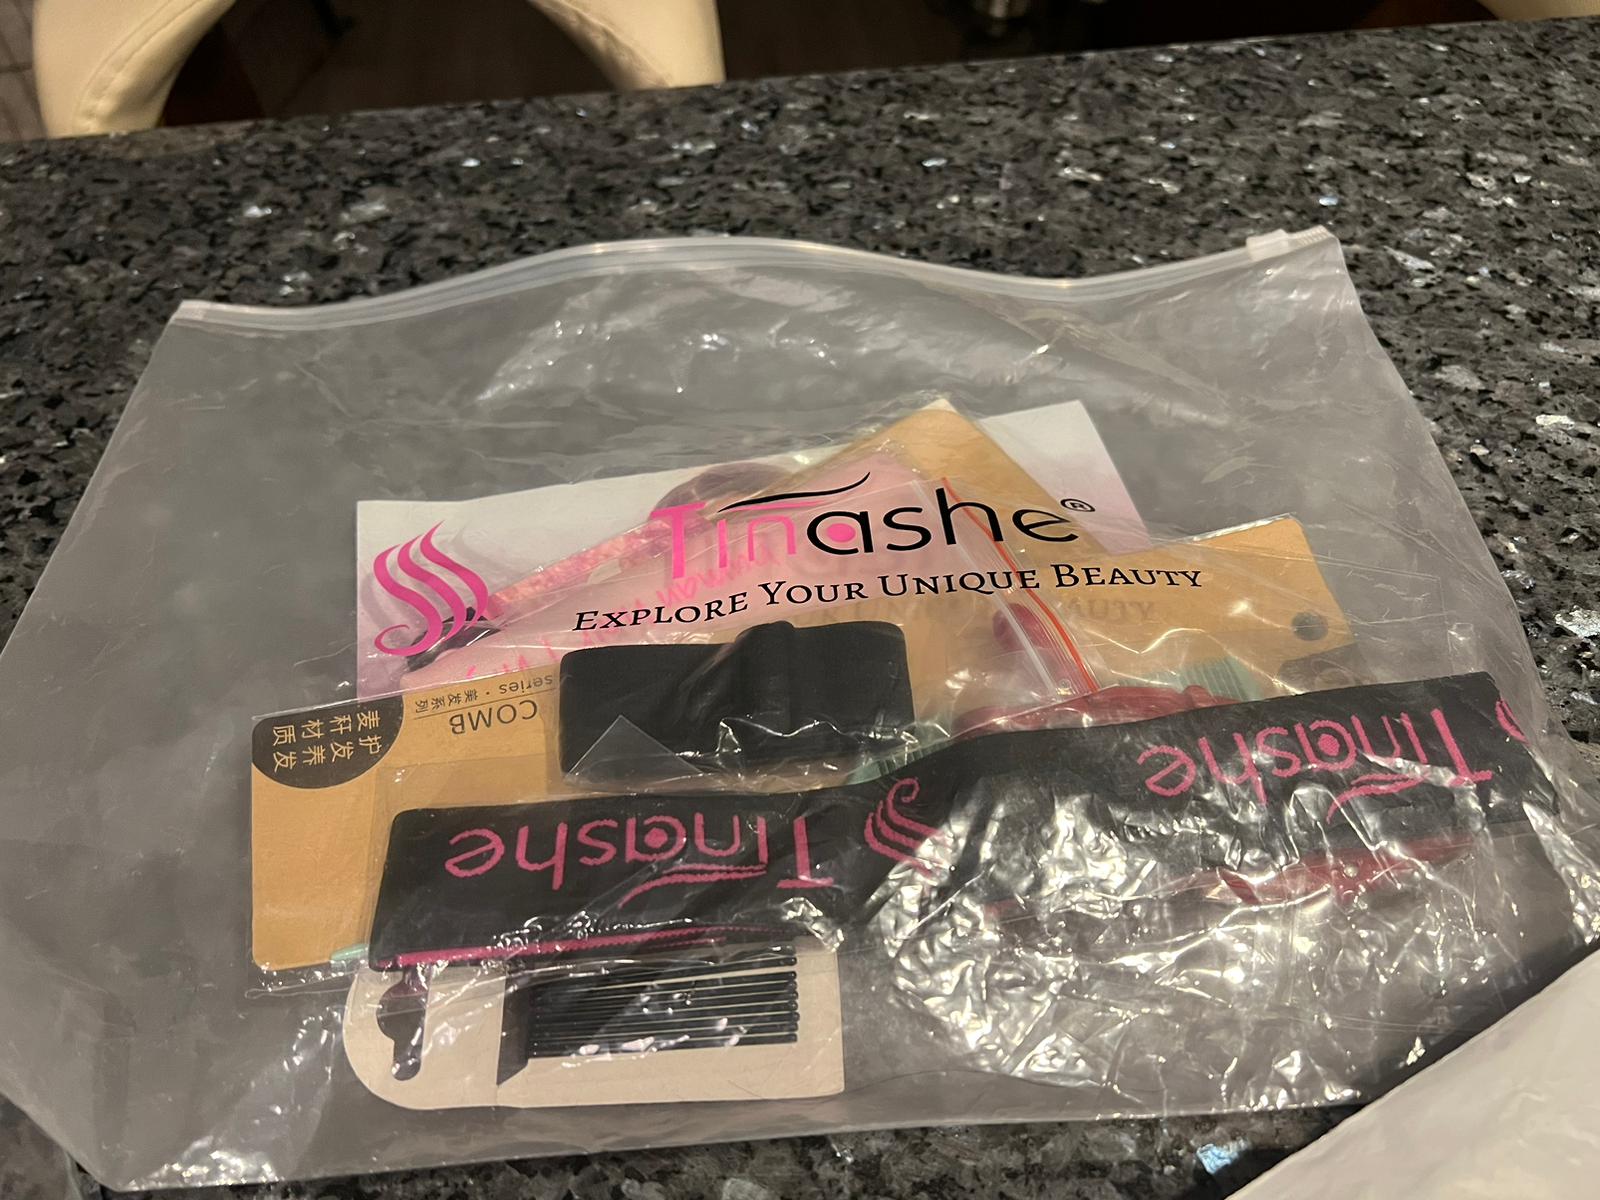 Tinashe®
EXPLORE YOUR UNIQUE BEAUTY
series · 美发系列
COMB
护发养发
麦秆材质
Tinashe
Tinashe